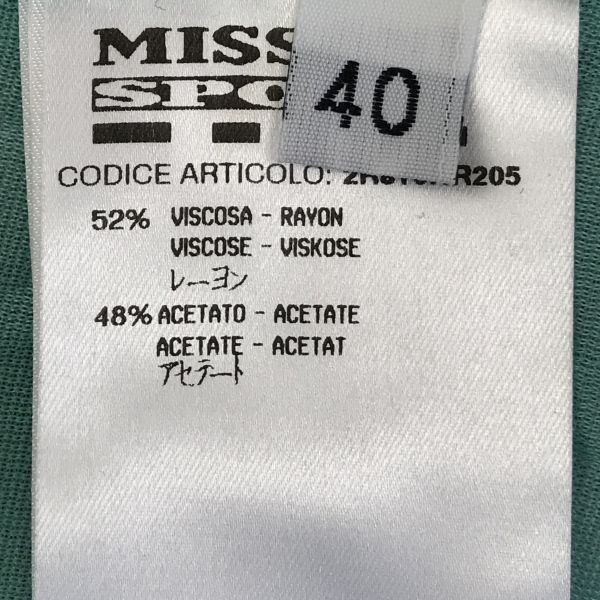 MISS
SPO
40
CODICE ARTICOLO: R205
52% VISCOSA - RAYON
VISCOSE - VISKOSE
レーヨン
48% ACETATO - ACETATE
ACETATE - ACETAT
アセテート